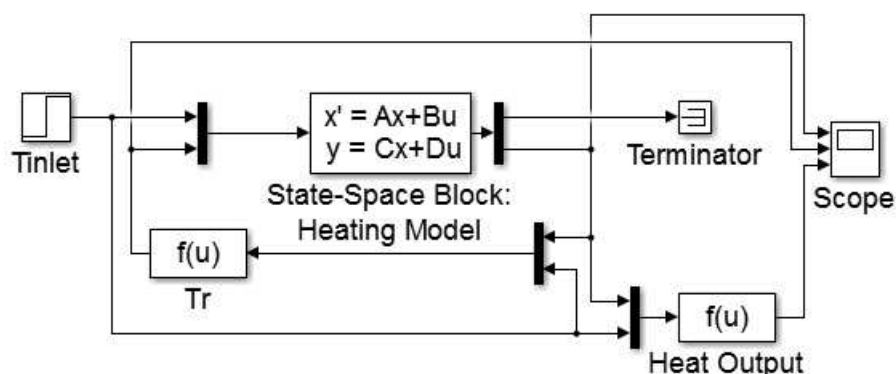 Tinlet
x' = Ax+Bu
y = Cx+Du
State-Space Block:
Heating Model
Terminator
Scope
f(u)
Tr
f(u)
Heat Output